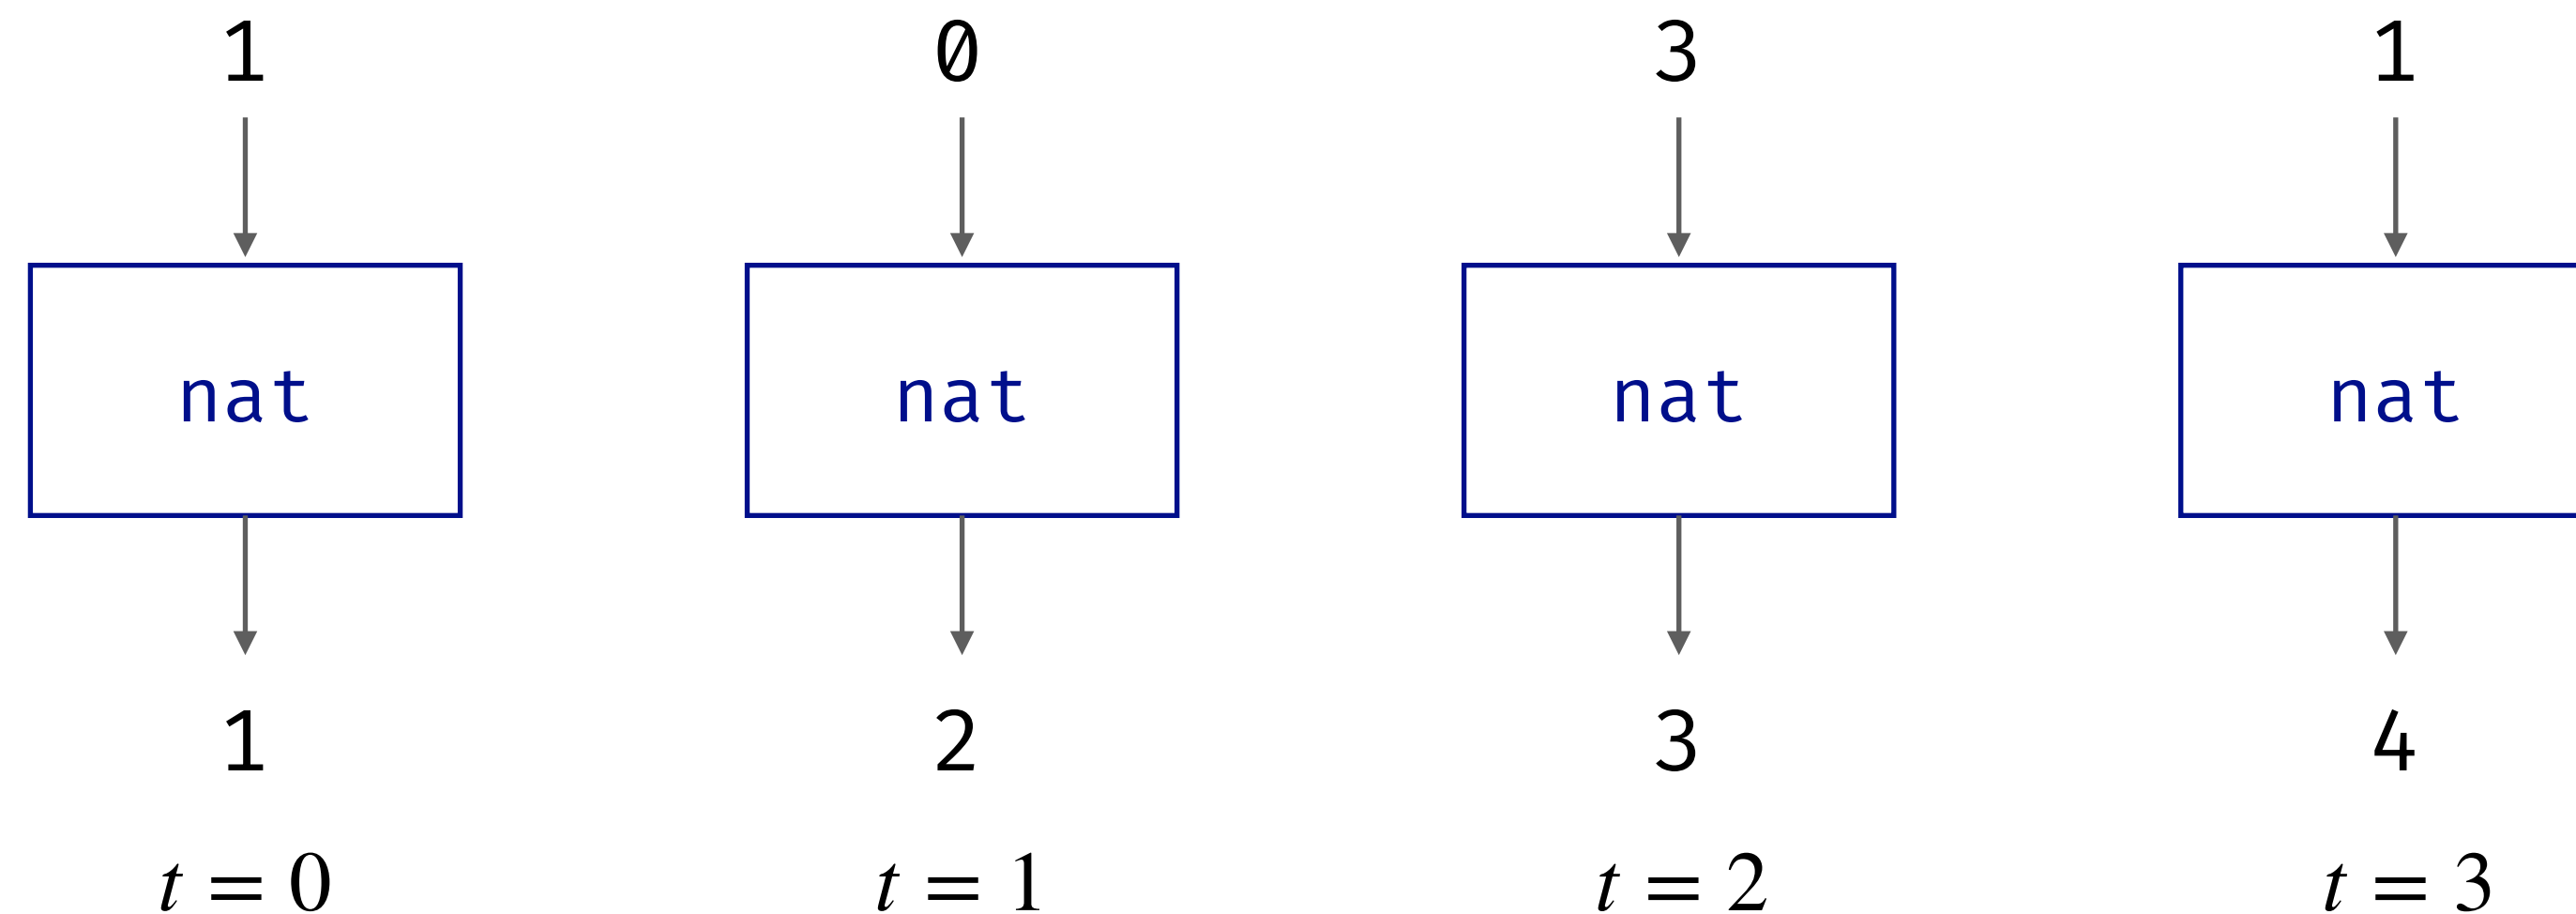 1 0 3 1
nat nat nat nat
1 2 3 4
t = 0 t = 1 t = 2 t = 3